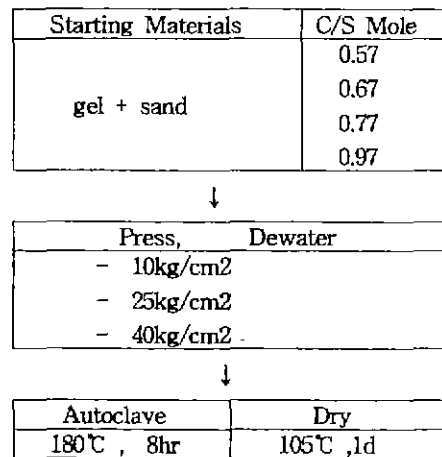 Starting Materials C/S Mole
0.57
0.67
gel + sand
0.77
0.97
↓
Press, Dewater
- 10kg/cm2
- 25kg/cm2
- 40kg/cm2
↓
Autoclave Dry
180℃ , 8hr 105℃ ,1d